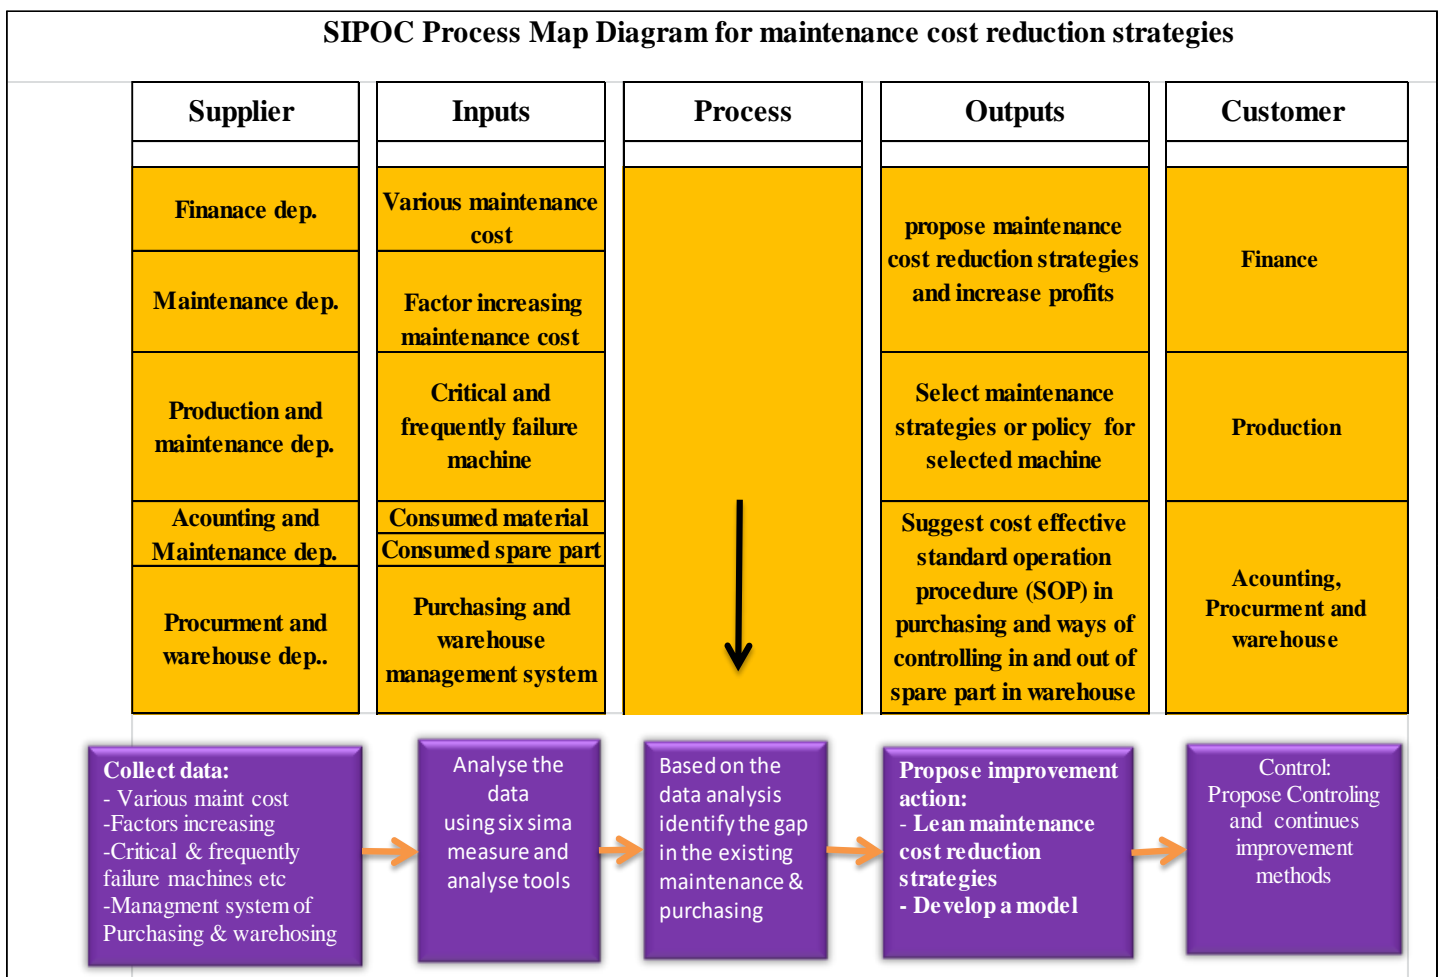 SIPOC Process Map Diagram for maintenance cost reduction strategies
Supplier
Inputs
Process
Outputs
Customer
Finanace dep.
Maintenance dep.
Production and
maintenance dep.
Acounting and
Maintenance dep.
Procurment and
warehouse dep..
Various maintenance
cost
Factor increasing
maintenance cost
Critical and
frequently failure
machine
Consumed material
Consumed spare part
Purchasing and
warehouse
management system
propose maintenance
cost reduction strategies
and increase profits
Select maintenance
strategies or policy for
selected machine
Suggest cost effective
standard operation
procedure (SOP) in
purchasing and ways of
controlling in and out of
spare part in warehouse
Finance
Production
Acounting,
Procurment and
warehouse
Collect data:
- Various maint cost
-Factors increasing
-Critical & frequently
failure machines etc
-Managment system of
Purchasing & warehosing
Analyse the
data
using six sima
measure and
analyse tools
Based on the
data analysis
identify the gap
in the existing
maintenance &
purchasing
Propose improvement
action:
- Lean maintenance
cost reduction
strategies
- Develop a model
Control:
Propose Controling
and continues
improvement
methods